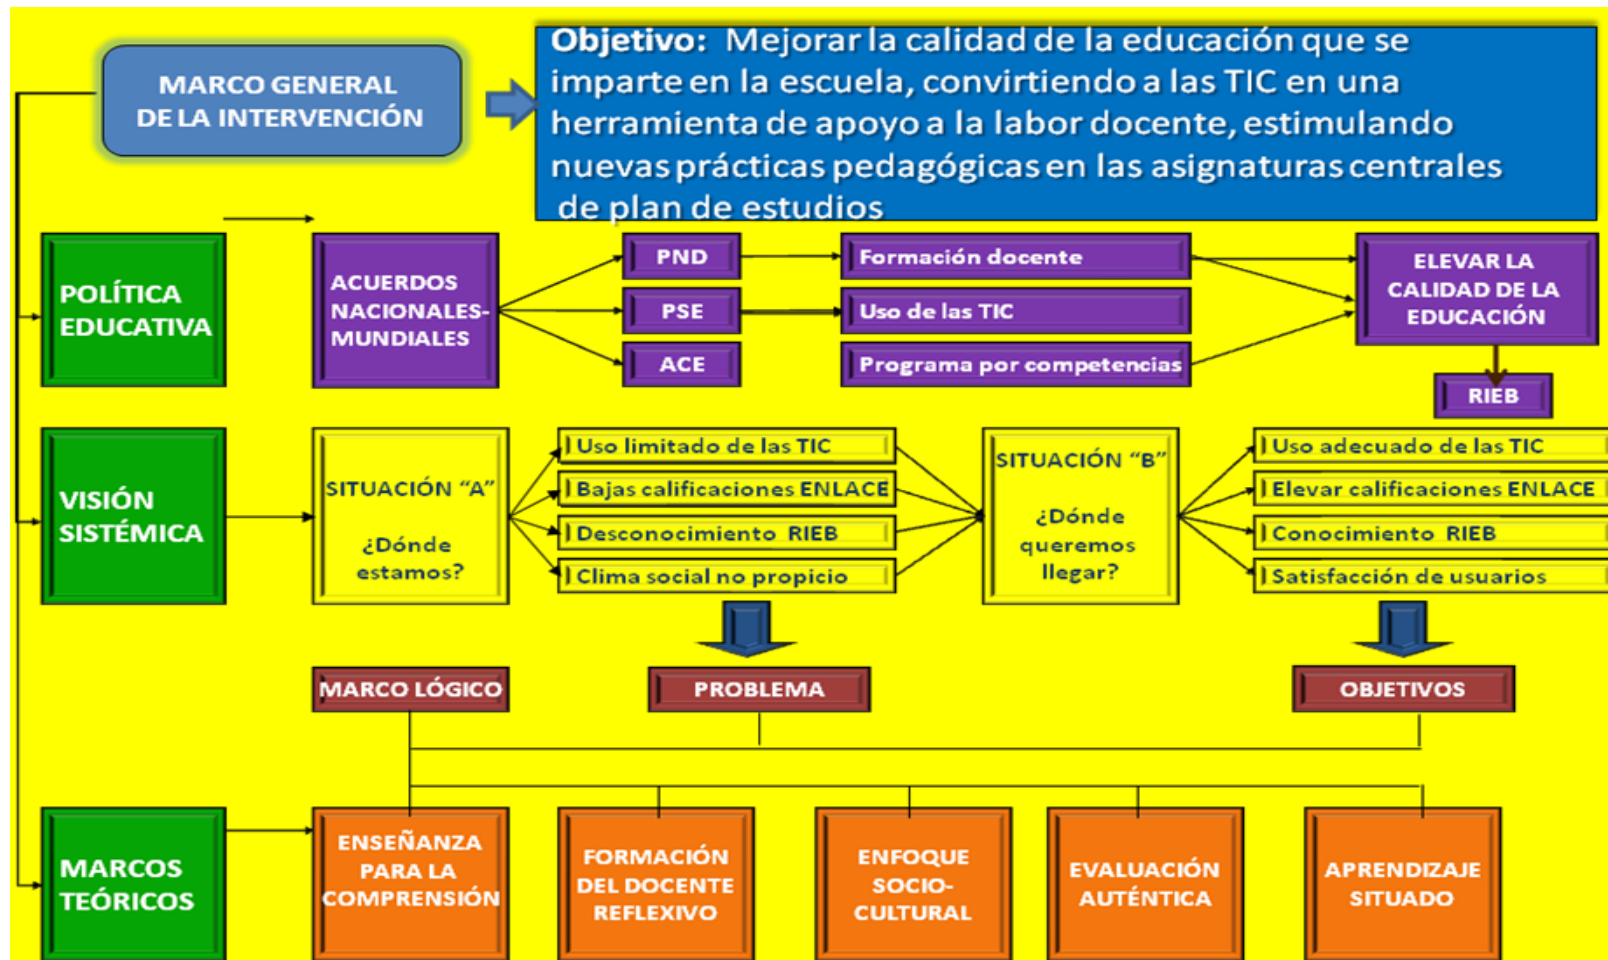 MARCO GENERAL
DE LA INTERVENCIÓN
Objetivo: Mejorar la calidad de la educación que se
imparte en la escuela, convirtiendo a las TIC en una
herramienta de apoyo a la labor docente, estimulando
nuevas prácticas pedagógicas en las asignaturas centrales
de plan de estudios
POLÍTICA
EDUCATIVA
ACUERDOS
NACIONALES-
MUNDIALES
PND
PSE
ACE
Formación docente
Uso de las TIC
Programa por competencias
ELEVAR LA
CALIDAD DE LA
EDUCACIÓN
RIEB
VISIÓN
SISTÉMICA
SITUACIÓN "A"
¿Dónde
estamos?
Uso limitado de las TIC
Bajas calificaciones ENLACE
Desconocimiento RIEB
Clima social no propicio
SITUACIÓN "B"
¿Dónde
queremos
llegar?
Uso adecuado de las TIC
Elevar calificaciones ENLACE
Conocimiento RIEB
Satisfacción de usuarios
MARCO LÓGICO
PROBLEMA
OBJETIVOS
MARCOS
TEÓRICOS
ENSEÑANZA
PARA LA
COMPRENSIÓN
FORMACIÓN
DEL DOCENTE
REFLEXIVO
ENFOQUE
SOCIO-
CULTURAL
EVALUACIÓN
AUTÉNTICA
APRENDIZAJE
SITUADO